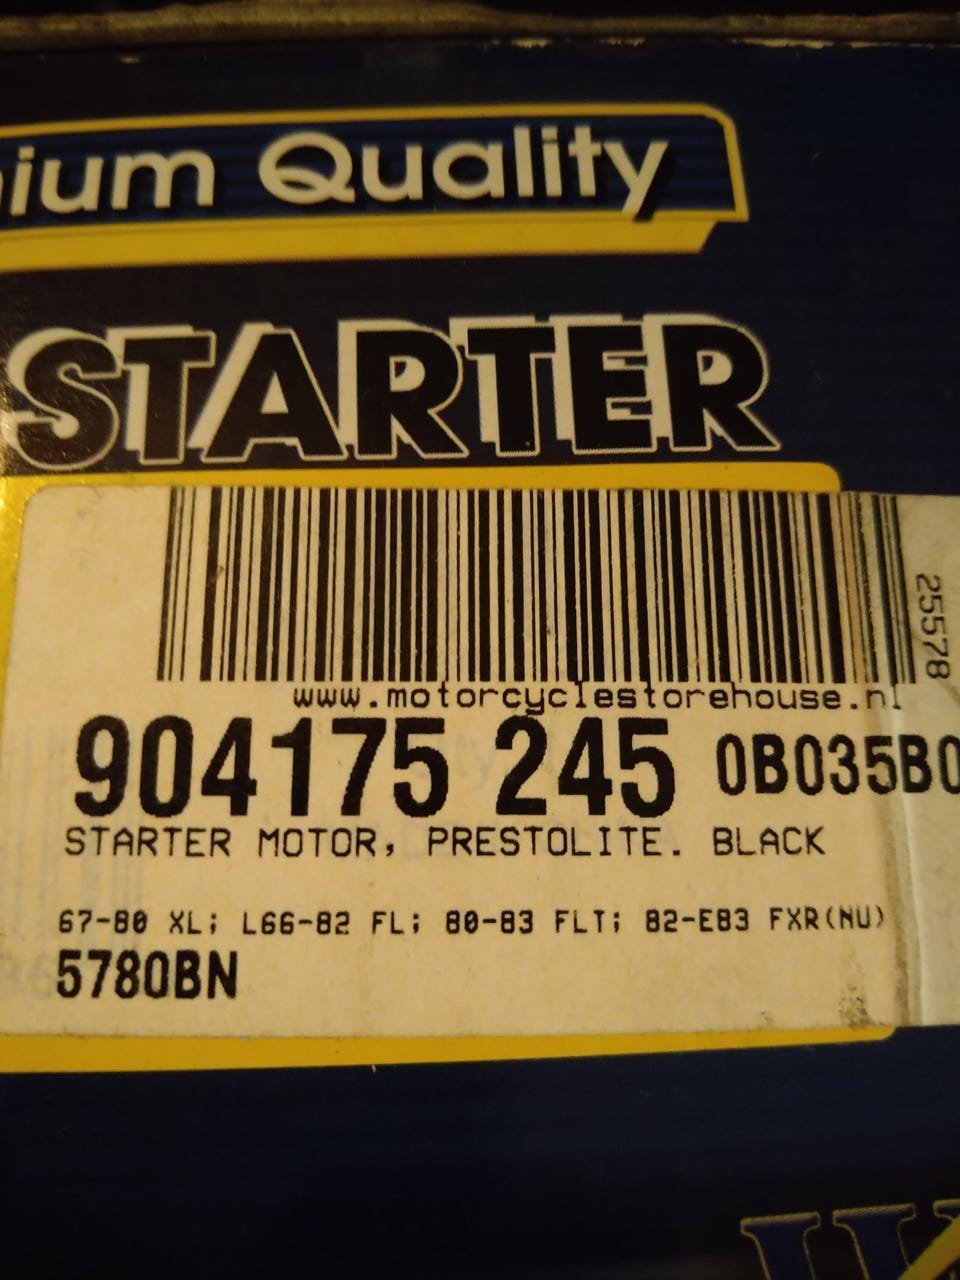 Quality
STARTER
25578
www.motorcyclestorehouse.nl
904175 245 0B035B0
STARTER MOTOR, PRESTOLITE. BLACK
67-80 XL; L66-82 FL; 80-83 FLT; 82-E83 FXR(NU)
5780BN